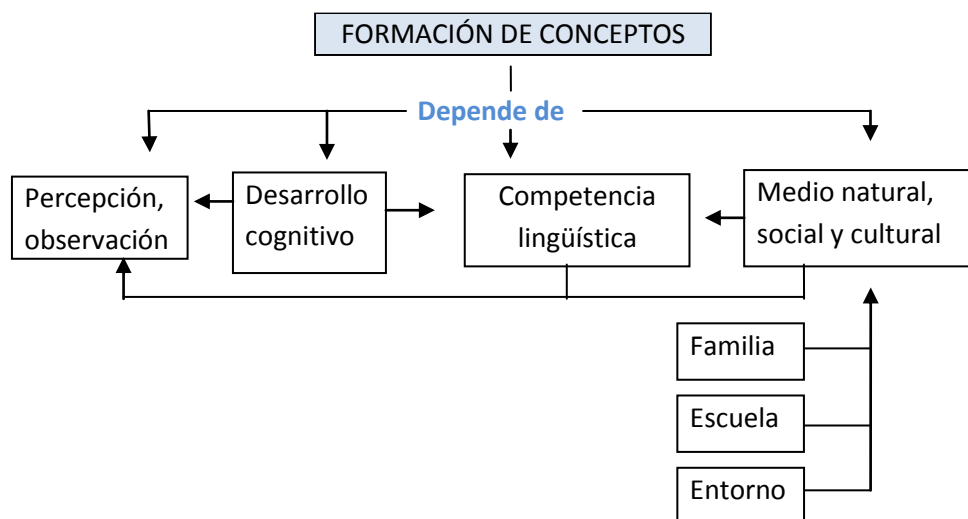 FORMACIÓN DE CONCEPTOS
Depende de
Percepción,
observación
Desarrollo
cognitivo
Competencia
lingüística
Medio natural,
social y cultural
Familia
Escuela
Entorno